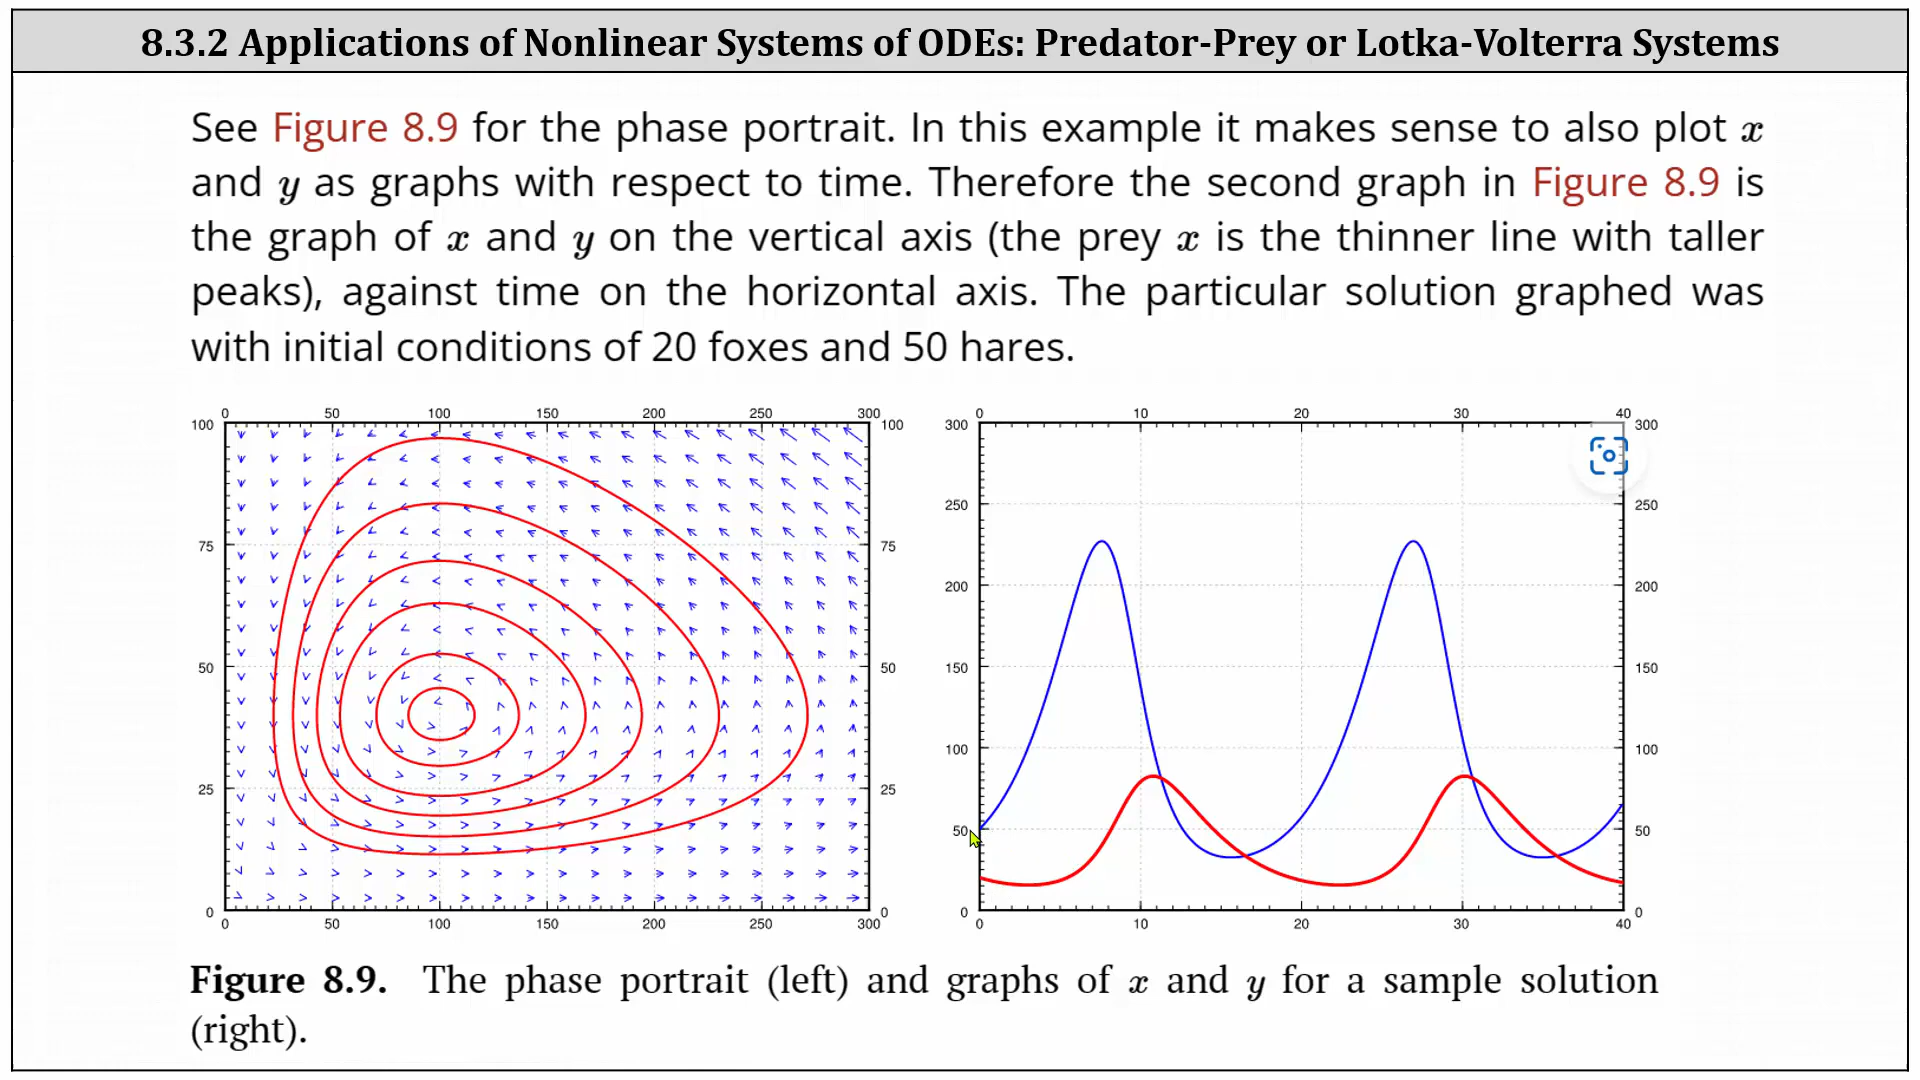 8.3.2 Applications of Nonlinear Systems of ODEs: Predator-Prey or Lotka-Volterra Systems
See Figure 8.9 for the phase portrait. In this example it makes sense to also plot x
and y as graphs with respect to time. Therefore the second graph in Figure 8.9 is
the graph of x and y on the vertical axis (the prey x is the thinner line with taller
peaks), against time on the horizontal axis. The particular solution graphed was
with initial conditions of 20 foxes and 50 hares.
0 50 100 150 200 250 300
100 100
75 75
50 50
25 25
0 0
0 50 100 150 200 250 300
0 10 20 30 40
300 300
250 250
200 200
150 150
100 100
50 50
0 0
0 10 20 30 40
Figure 8.9. The phase portrait (left) and graphs of x and y for a sample solution
(right).